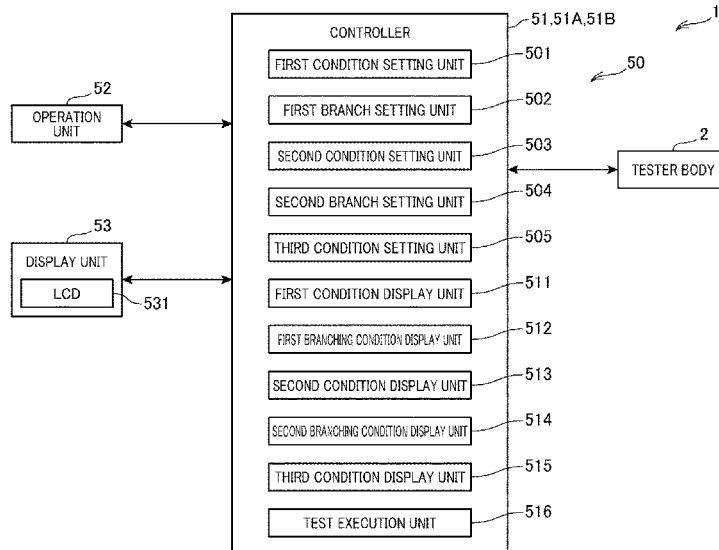 1
50
51,51A,51B
CONTROLLER
FIRST CONDITION SETTING UNIT
501
FIRST BRANCH SETTING UNIT
502
SECOND CONDITION SETTING UNIT
503
SECOND BRANCH SETTING UNIT
504
THIRD CONDITION SETTING UNIT
505
FIRST CONDITION DISPLAY UNIT
511
FIRST BRANCHING CONDITION DISPLAY UNIT
512
SECOND CONDITION DISPLAY UNIT
513
SECOND BRANCHING CONDITION DISPLAY UNIT
514
THIRD CONDITION DISPLAY UNIT
515
TEST EXECUTION UNIT
516
52
OPERATION
UNIT
53
DISPLAY UNIT
LCD
531
2
TESTER BODY